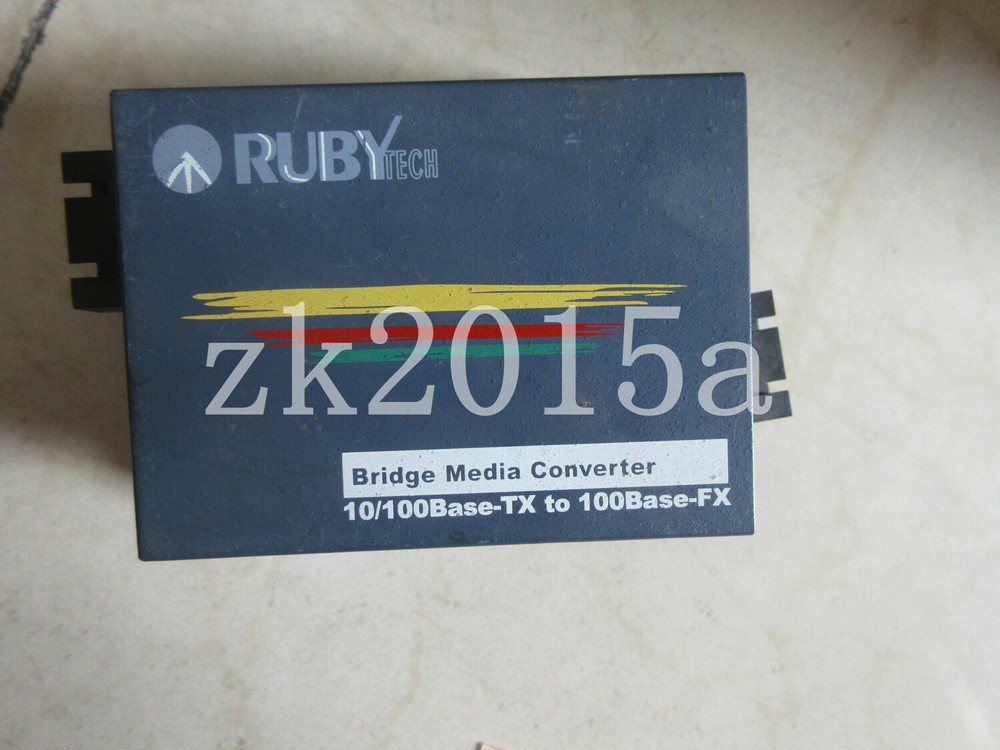 RUBYTECH
zk2015a
Bridge Media Converter
10/100Base-TX to 100Base-FX